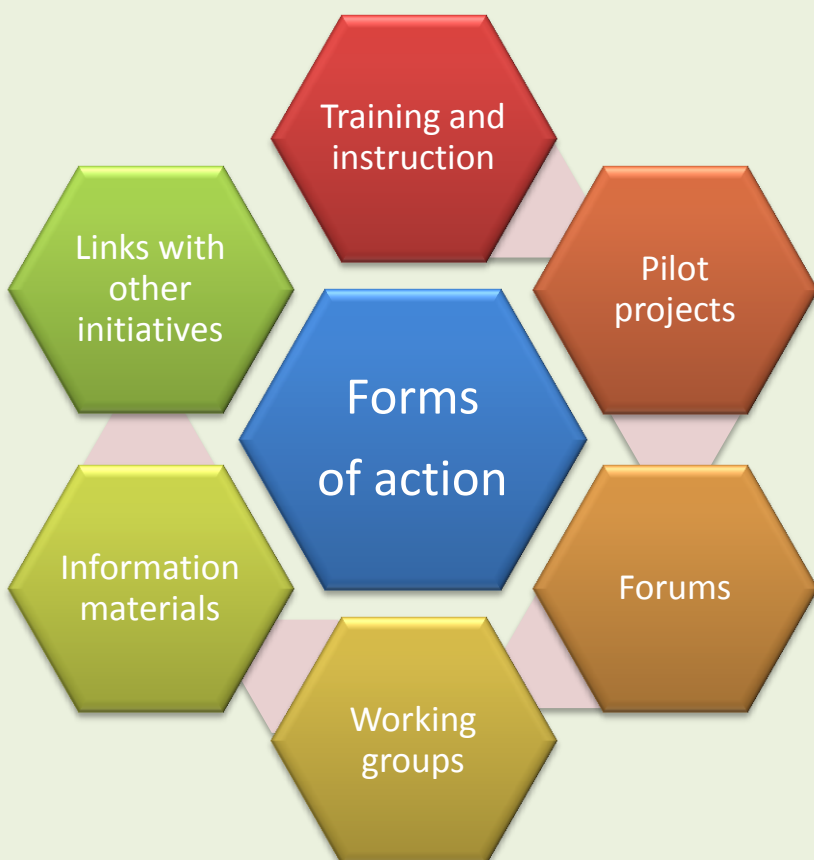 Training and
instruction
Pilot
projects
Forums
Working
groups
Information
materials
Links with
other
initiatives
Forms
of action